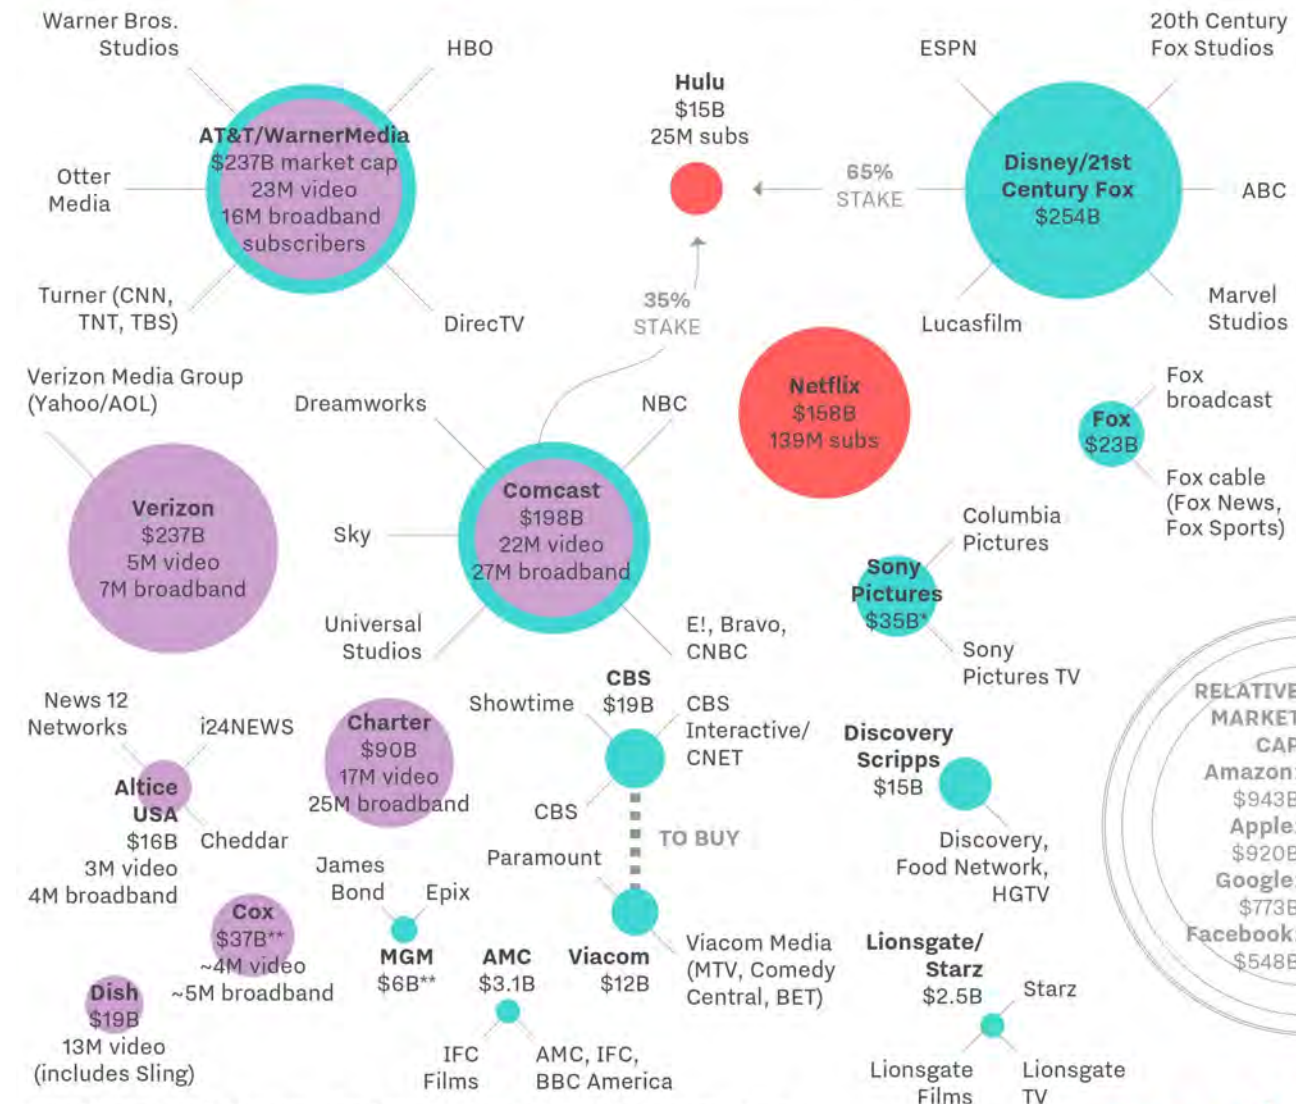 Warner Bros.
Studios
HBO
AT&T/WarnerMedia
$237B market cap
23M video
16M broadband
subscribers
Otter
Media
Turner (CNN,
TNT, TBS)
DirecTV
Hulu
$15B
25M subs
65%
STAKE
35%
STAKE
ESPN
20th Century
Fox Studios
Disney/21st
Century Fox
$254B
ABC
Lucasfilm
Marvel
Studios
Verizon Media Group
(Yahoo/AOL)
Verizon
$237B
5M video
7M broadband
Dreamworks
NBC
Comcast
$198B
22M video
27M broadband
Sky
Universal
Studios
E!, Bravo,
CNBC
Netflix
$158B
139M subs
Fox
broadcast
Fox
$23B
Fox cable
(Fox News,
Fox Sports)
Columbia
Pictures
Sony
Pictures
$35B*
Sony
Pictures TV
News 12
Networks
i24NEWS
Altice
USA
$16B
3M video
4M broadband
Cheddar
Charter
$90B
17M video
25M broadband
CBS
$19B
Showtime
CBS
Interactive/
CNET
CBS
TO BUY
Paramount
Viacom
$12B
Viacom Media
(MTV, Comedy
Central, BET)
Discovery
Scripps
$15B
Discovery,
Food Network,
HGTV
RELATIVE
MARKET
CAP
Amazon:
$943B
Apple:
$920B
Google:
$773B
Facebook:
$548B
Cox
$37B**
~4M video
~5M broadband
Dish
$19B
13M video
(includes Sling)
James
Bond
Epix
MGM
$6B**
AMC
$3.1B
IFC
Films
AMC, IFC,
BBC America
Lionsgate/
Starz
$2.5B
Starz
Lionsgate
Films
Lionsgate
TV